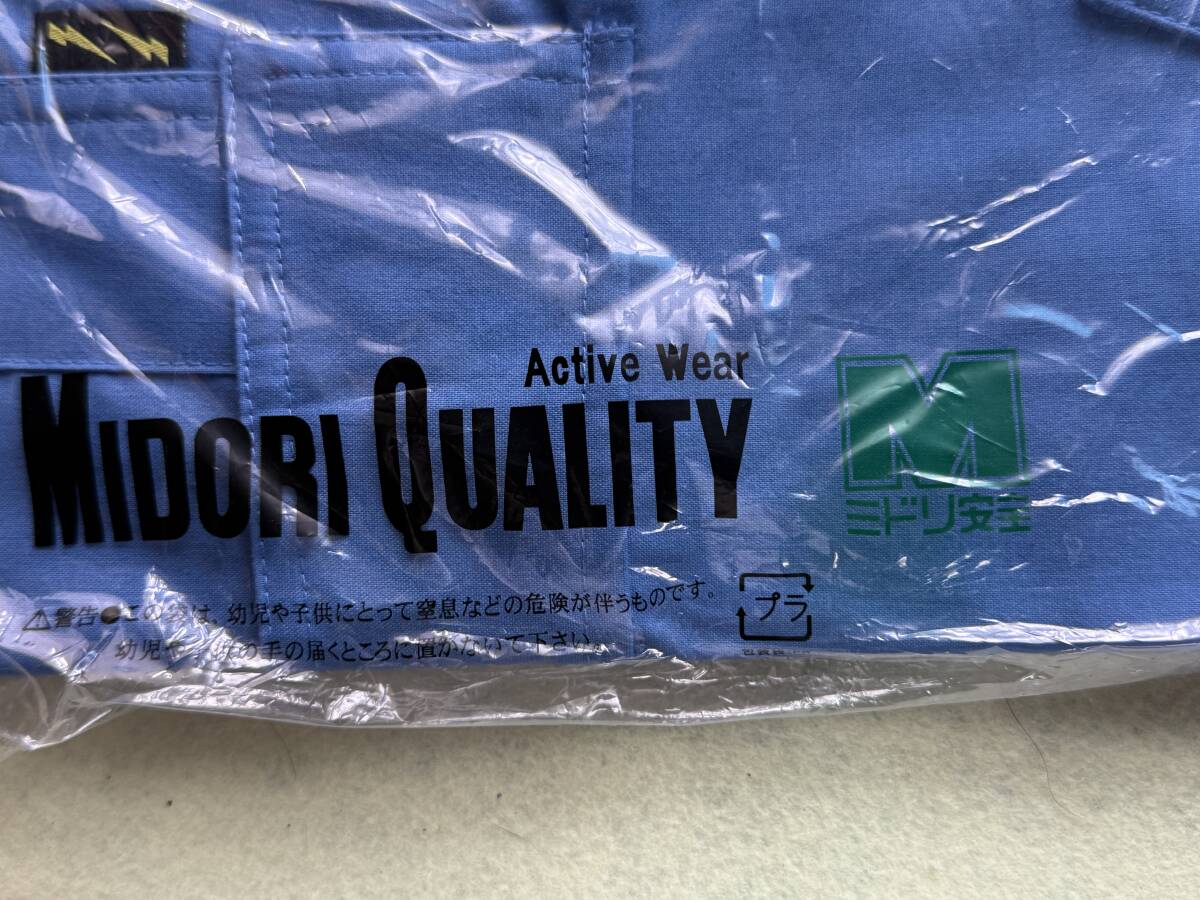 Active Wear
MIDORI QUALITY
M
ミドリ安全
⚠警告●この袋は、幼児や子供にとって窒息などの危険が伴うものです。
幼児や の手の届くところに置かないで下さい。
プラ